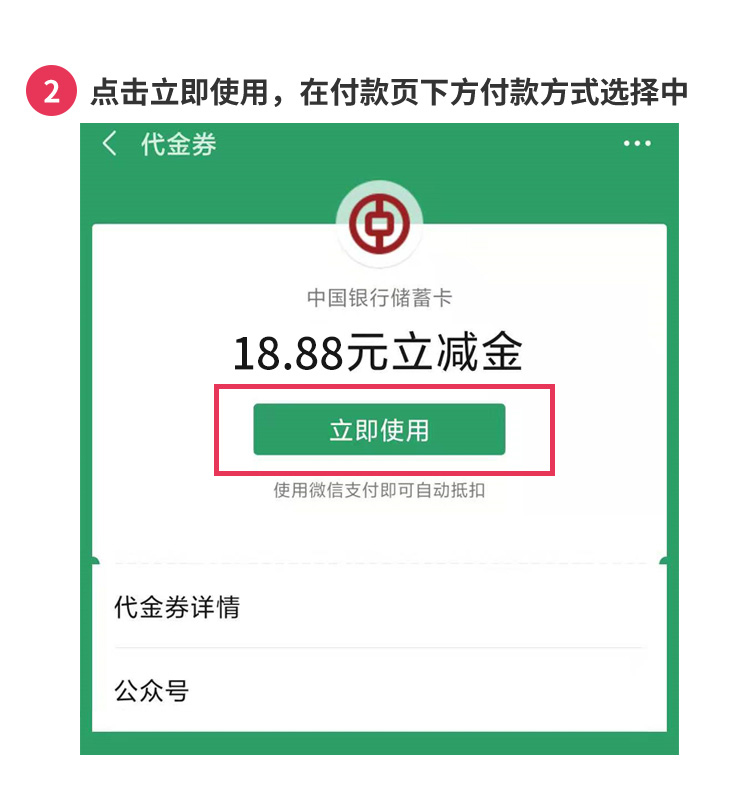 2 点击立即使用，在付款页下方付款方式选择中
代金券
中国银行储蓄卡
18.88元立减金
立即使用
使用微信支付即可自动抵扣
代金券详情
公众号